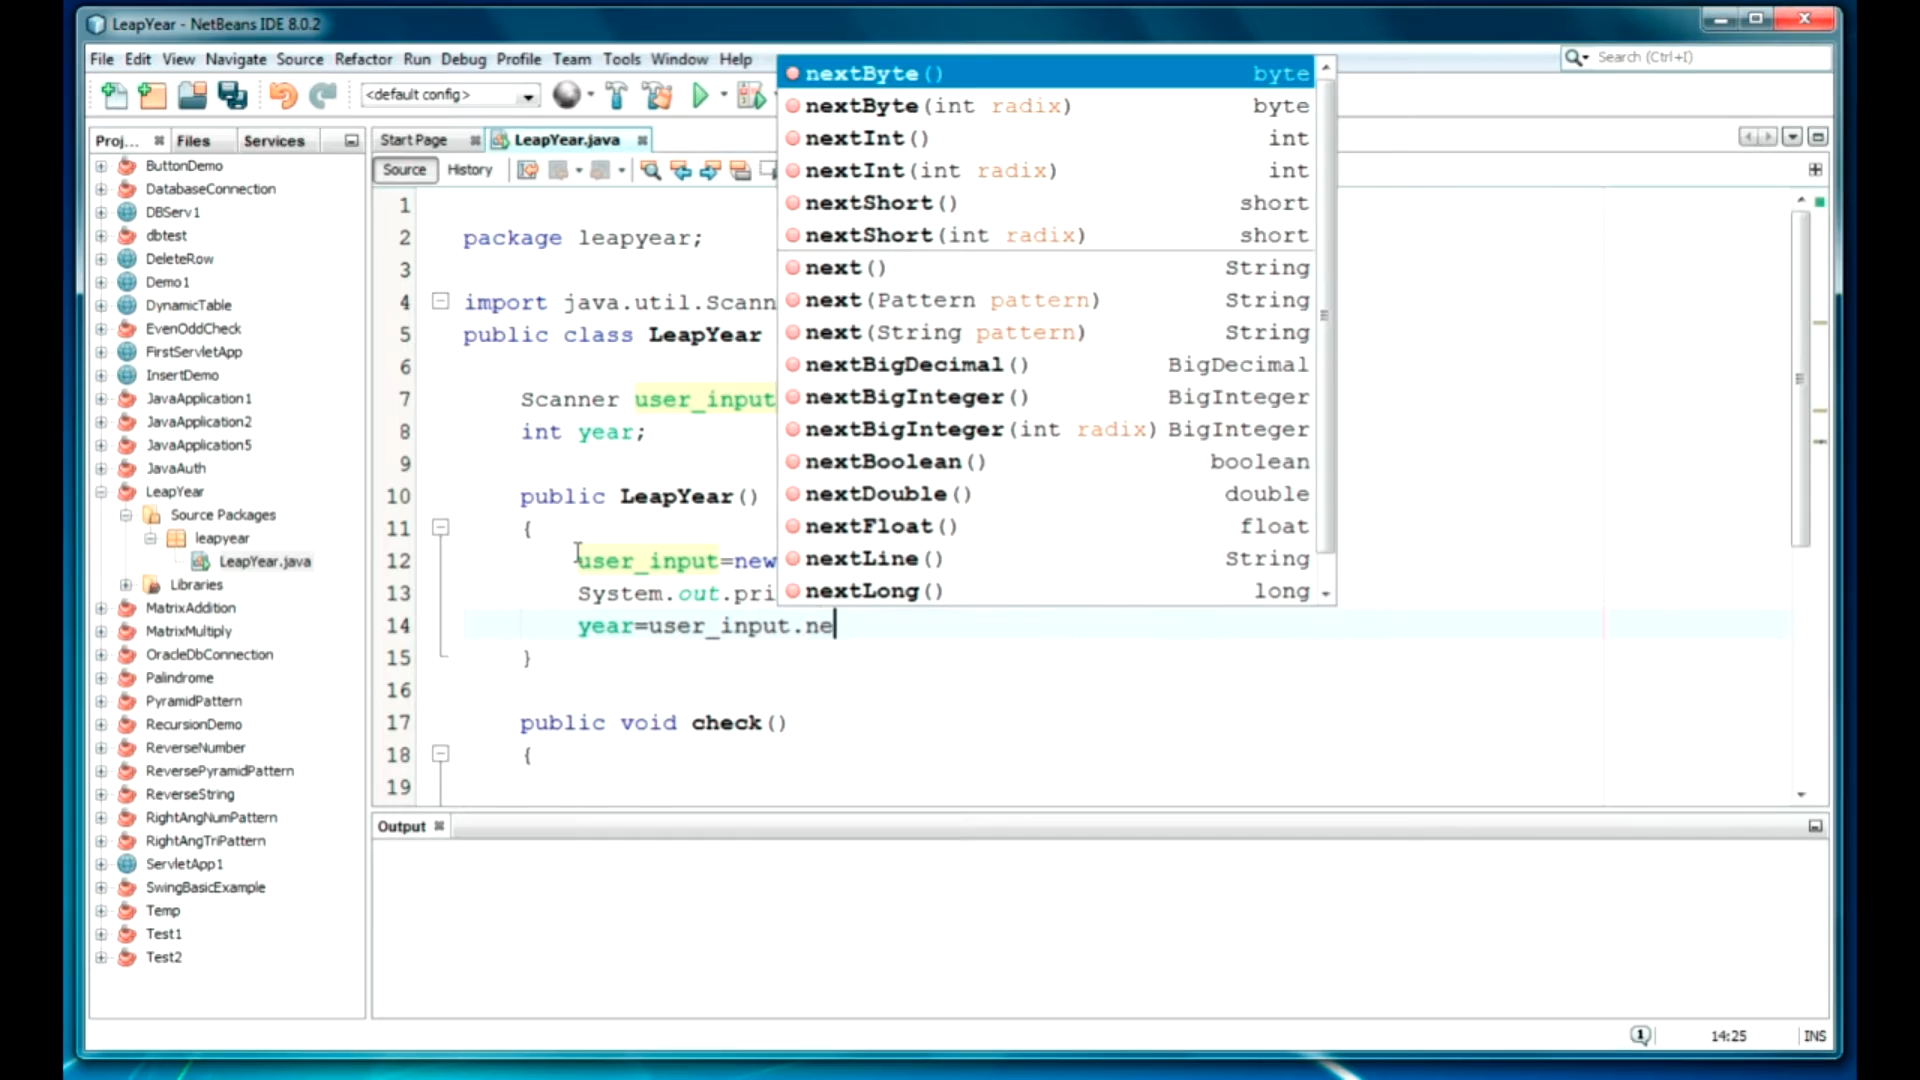 LeapYear - NetBeans IDE 8.0.2
File Edit View Navigate Source Refactor Run Debug Profile Team Tools Window Help
Search (Ctrl+I)
<default config>
Proj... Files Services
Start Page LeapYear.java
Source History
ButtonDemo
DatabaseConnection
DBServ1
dbtest
DeleteRow
Demo1
DynamicTable
EvenOddCheck
FirstServletApp
InsertDemo
JavaApplication1
JavaApplication2
JavaApplication5
JavaAuth
LeapYear
Source Packages
leapyear
LeapYear.java
Libraries
MatrixAddition
MatrixMultiply
OracleDbConnection
Palindrome
PyramidPattern
RecursionDemo
ReverseNumber
ReversePyramidPattern
ReverseString
RightAngNumPattern
RightAngTriPattern
ServletApp1
SwingBasicExample
Temp
Test1
Test2
1
2 package leapyear;
3
4 import java.util.Scann
5 public class LeapYear
6
7 Scanner user_input
8 int year;
9
10 public LeapYear()
11 {
12 user_input=new
13 System.out.pri
14 year=user_input.ne
15 }
16
17 public void check()
18 {
19
nextByte() byte
nextByte(int radix) byte
nextInt() int
nextInt(int radix) int
nextShort() short
nextShort(int radix) short
next() String
next(Pattern pattern) String
next(String pattern) String
nextBigDecimal() BigDecimal
nextBigInteger() BigInteger
nextBigInteger(int radix) BigInteger
nextBoolean() boolean
nextDouble() double
nextFloat() float
nextLine() String
nextLong() long
Output
1 14:25 INS